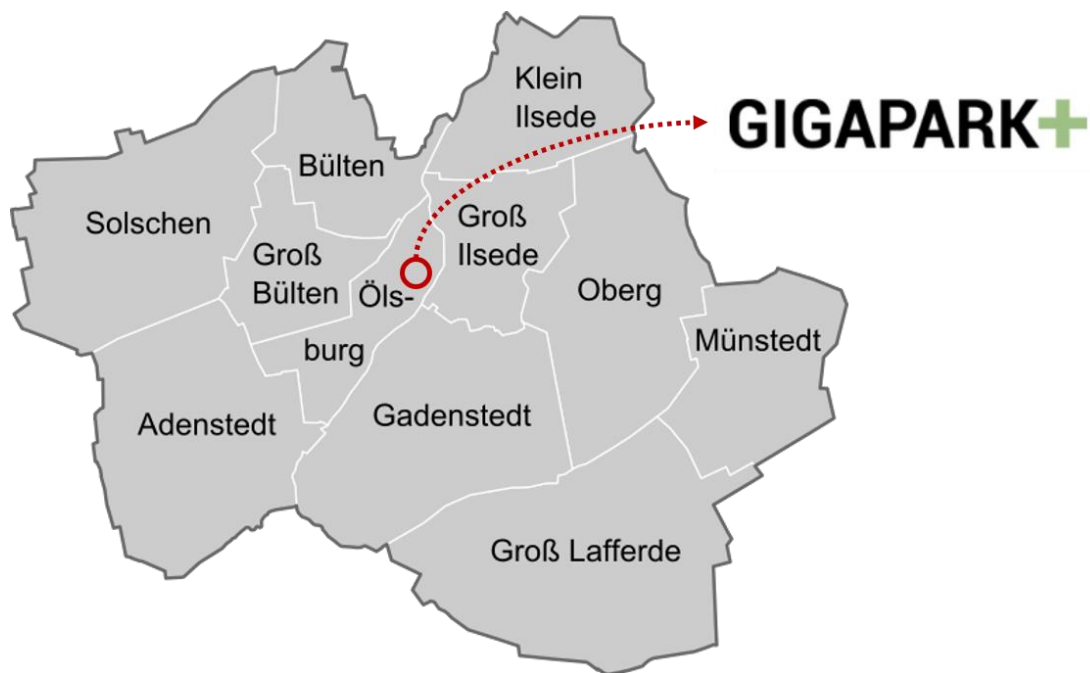 Klein
Ilsede
GIGAPARK+
Bülten
Solschen
Groß
Ilsede
Groß
Bülten
Öls-
burg
Oberg
Münstedt
Adenstedt
Gadenstedt
Groß Lafferde